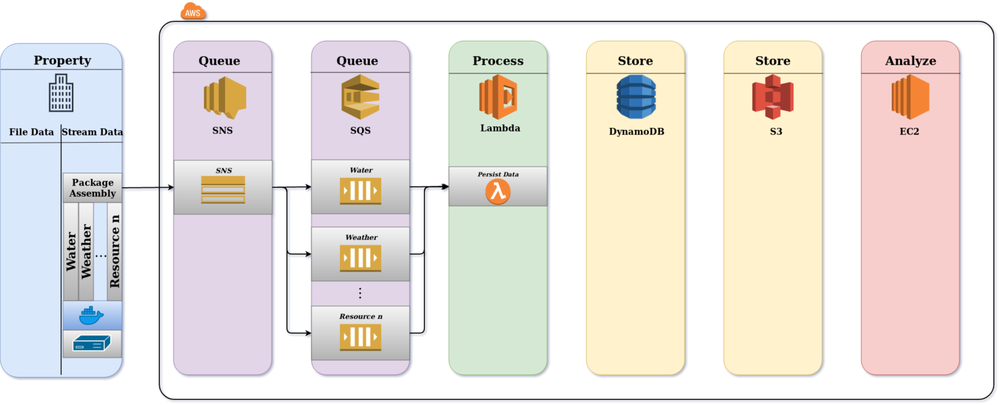 AWS
Property
File Data
Stream Data
Package
Assembly
Water
Weather
...
Resource n
Queue
SNS
SNS
Queue
SQS
Water
Weather
⋮
Resource n
Process
Lambda
Persist Data
λ
Store
DynamoDB
Store
S3
Analyze
EC2